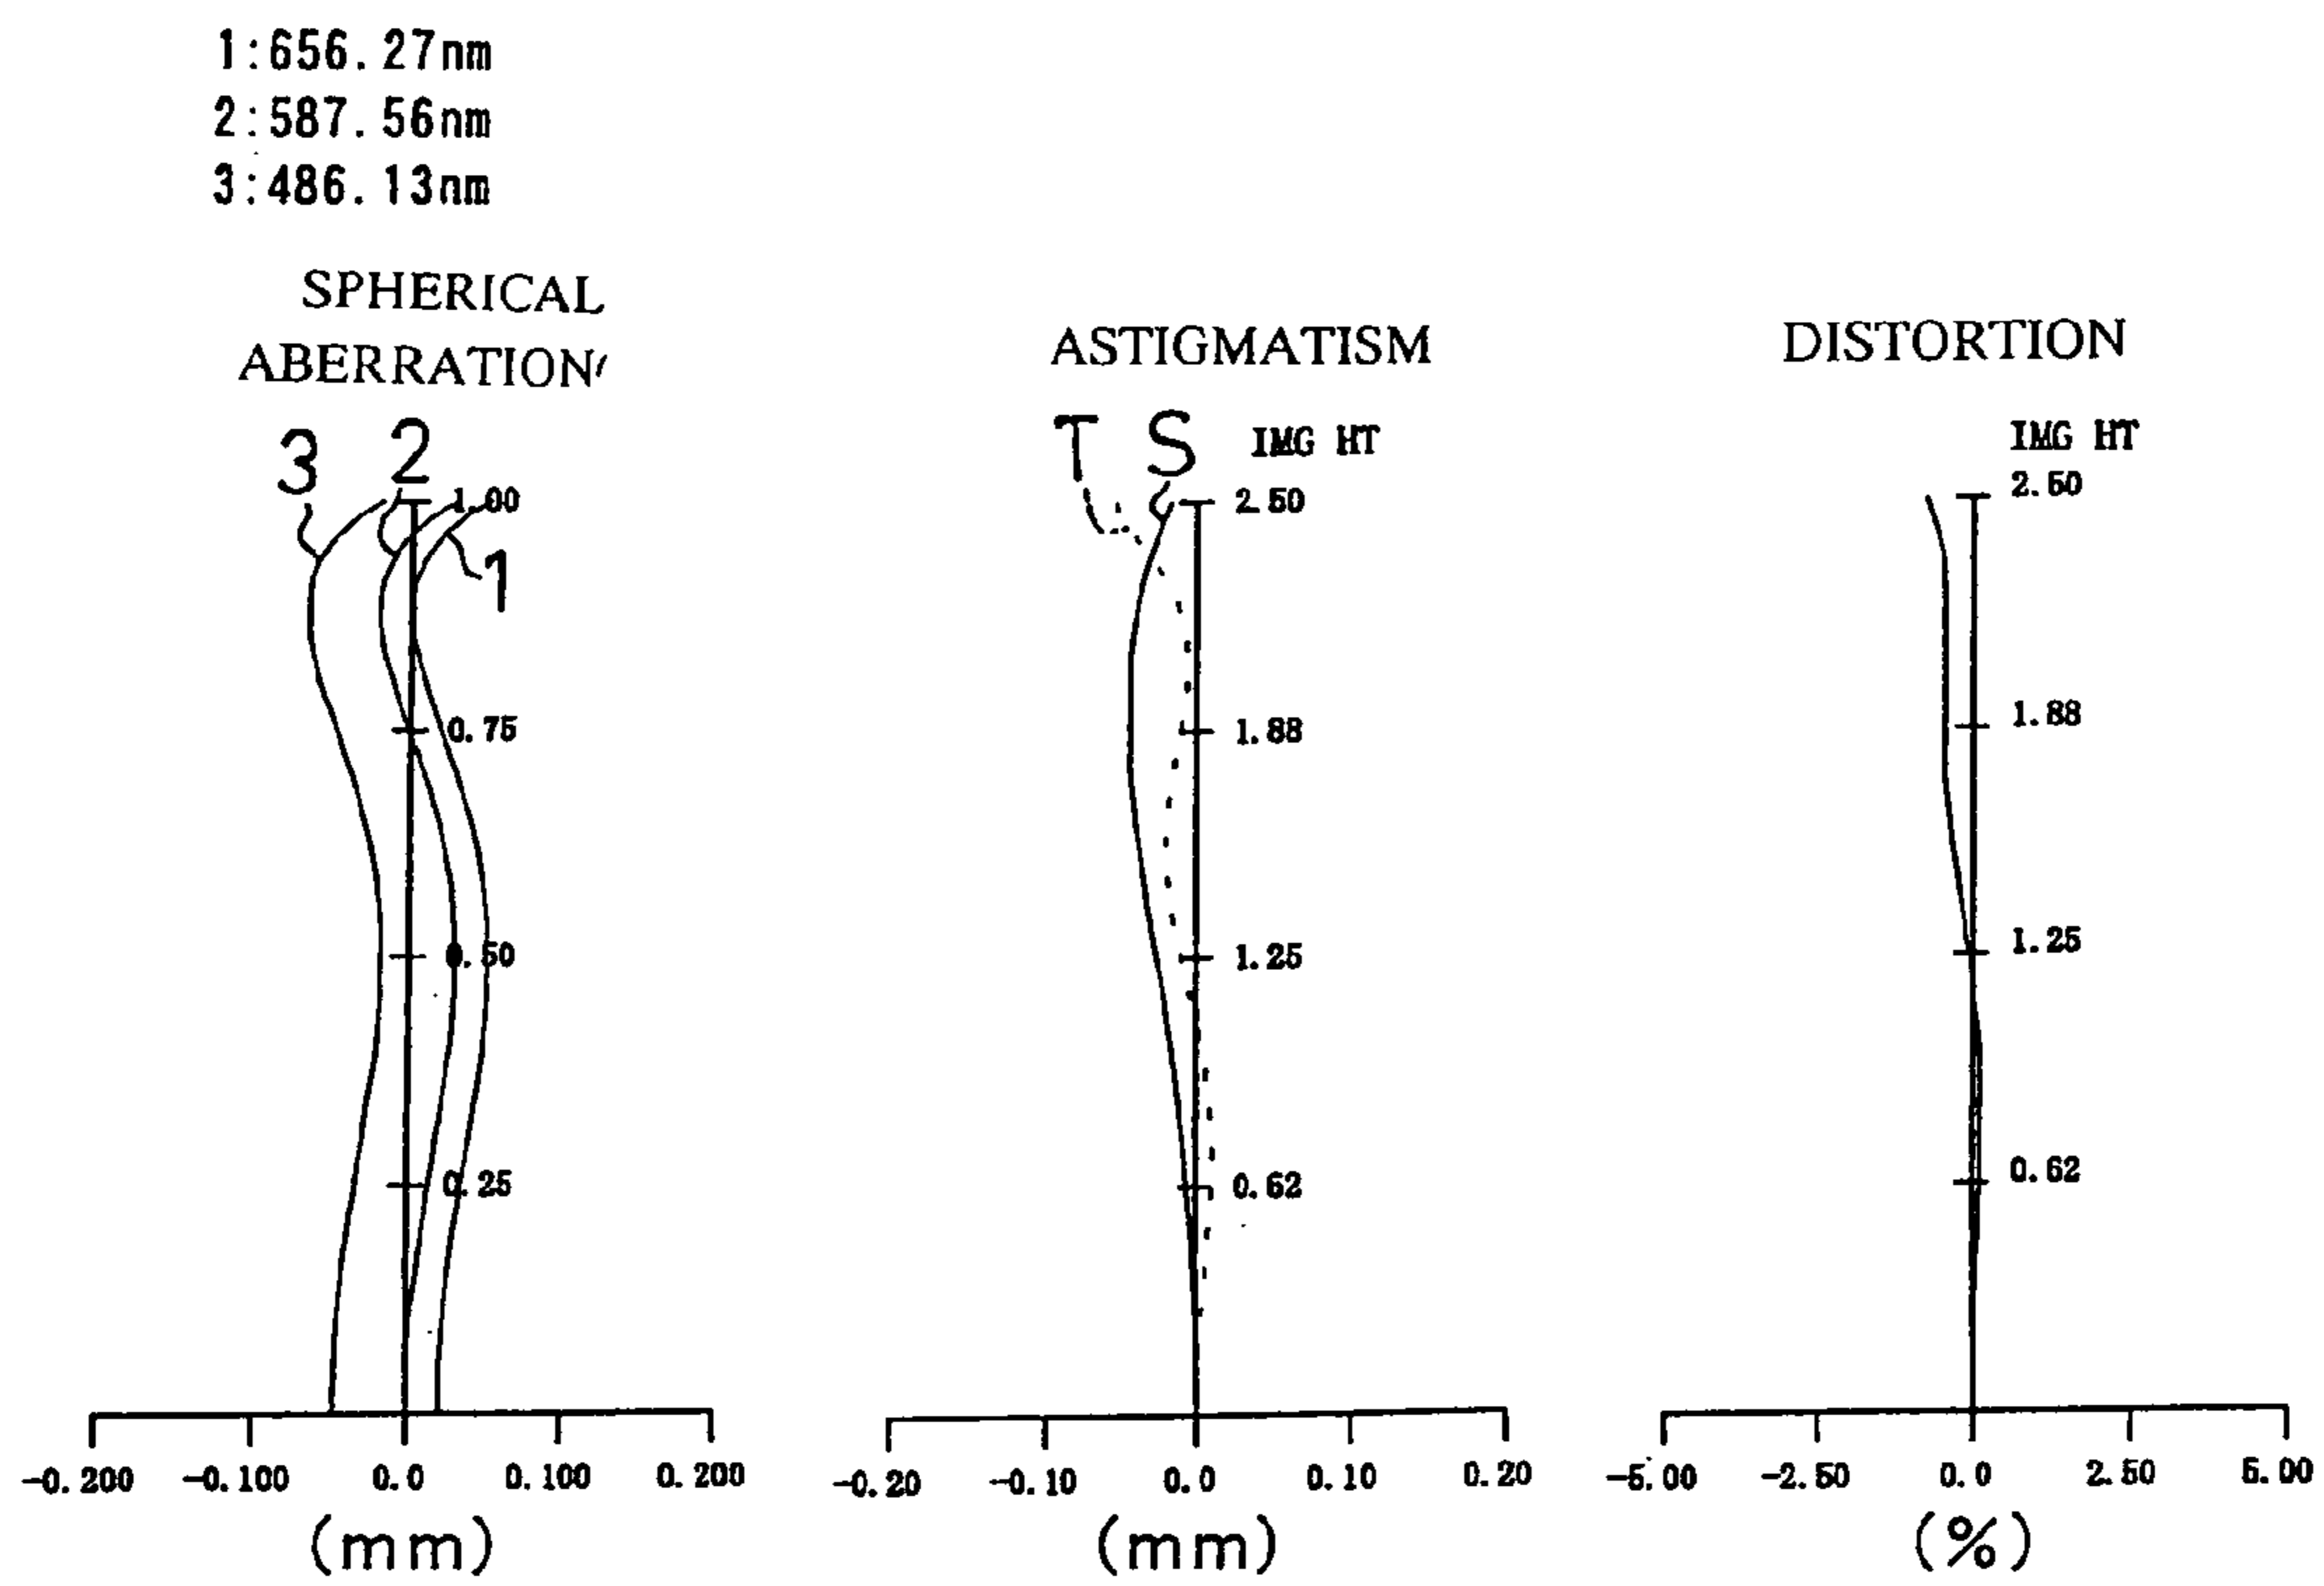 1:656.27nm
2:587.56nm
3:486.13nm
SPHERICAL
ABERRATION
3 2
1.00
1
0.75
0.50
0.25
-0.200 -0.100 0.0 0.100 0.200
(mm)
ASTIGMATISM
T S IMG HT
2.50
1.88
1.25
0.62
-0.20 -0.10 0.0 0.10 0.20
(mm)
DISTORTION
IMG HT
2.50
1.88
1.25
0.62
-5.00 -2.50 0.0 2.50 5.00
(%)